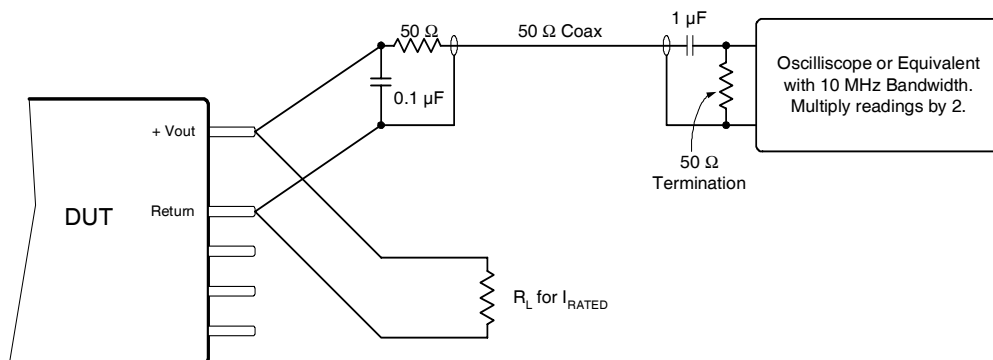 50 Ω
50 Ω Coax
1 µF
0.1 µF
Oscilliscope or Equivalent
with 10 MHz Bandwidth.
Multiply readings by 2.
50 Ω
Termination
+ Vout
DUT
Return
RL for IRATED